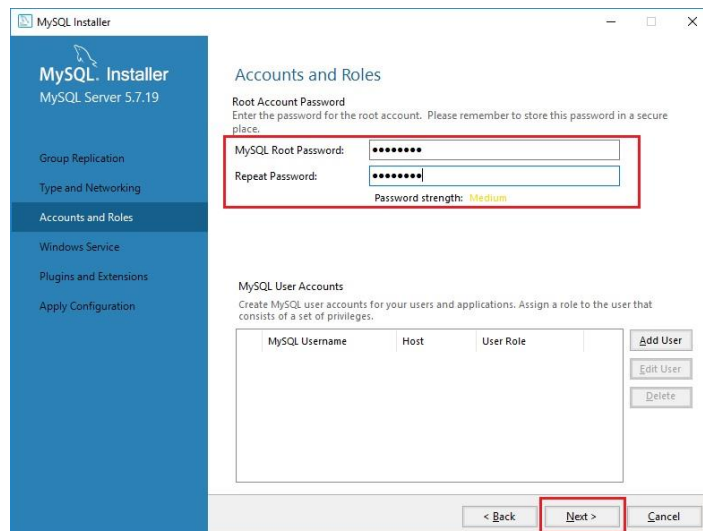 MySQL Installer
MySQL. Installer
MySQL Server 5.7.19
Group Replication
Type and Networking
Accounts and Roles
Windows Service
Plugins and Extensions
Apply Configuration
Accounts and Roles
Root Account Password
Enter the password for the root account. Please remember to store this password in a secure
place.
MySQL Root Password: ●●●●●●●●
Repeat Password: ●●●●●●●●
Password strength: Medium
MySQL User Accounts
Create MySQL user accounts for your users and applications. Assign a role to the user that
consists of a set of privileges.
MySQL Username Host User Role
Add User
Edit User
Delete
< Back Next > Cancel